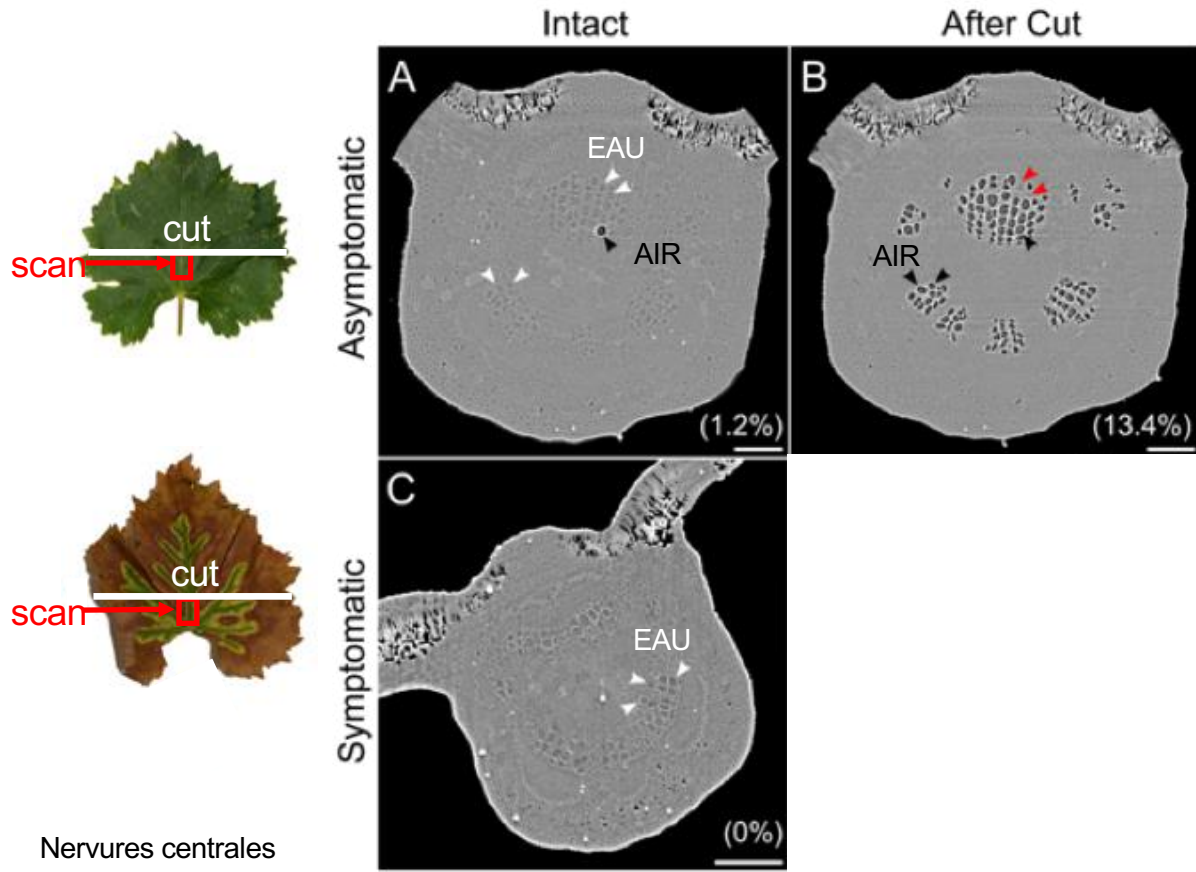 Intact
After Cut
A
EAU
AIR
(1.2%)
B
AIR
(13.4%)
Asymptomatic
cut
scan
C
EAU
(0%)
Symptomatic
cut
scan
Nervures centrales